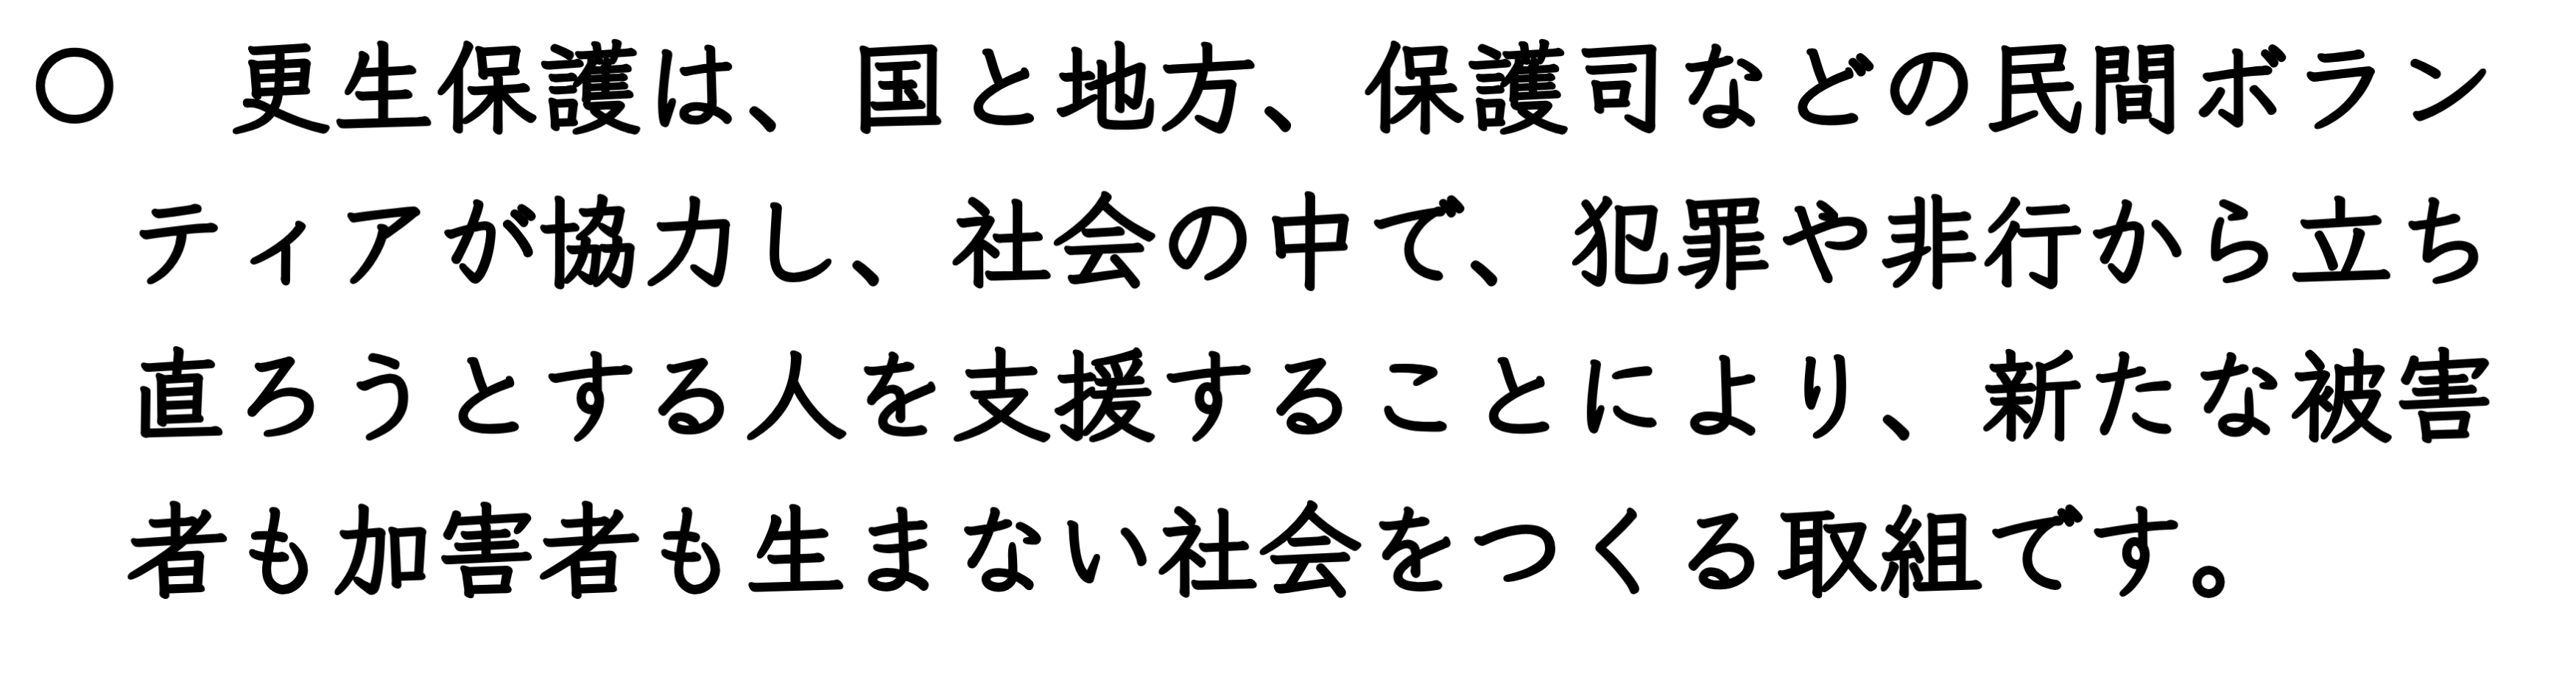 ○　更生保護は、国と地方、保護司などの民間ボラン
ティアが協力し、社会の中で、犯罪や非行から立ち
直ろうとする人を支援することにより、新たな被害
者も加害者も生まない社会をつくる取組です。